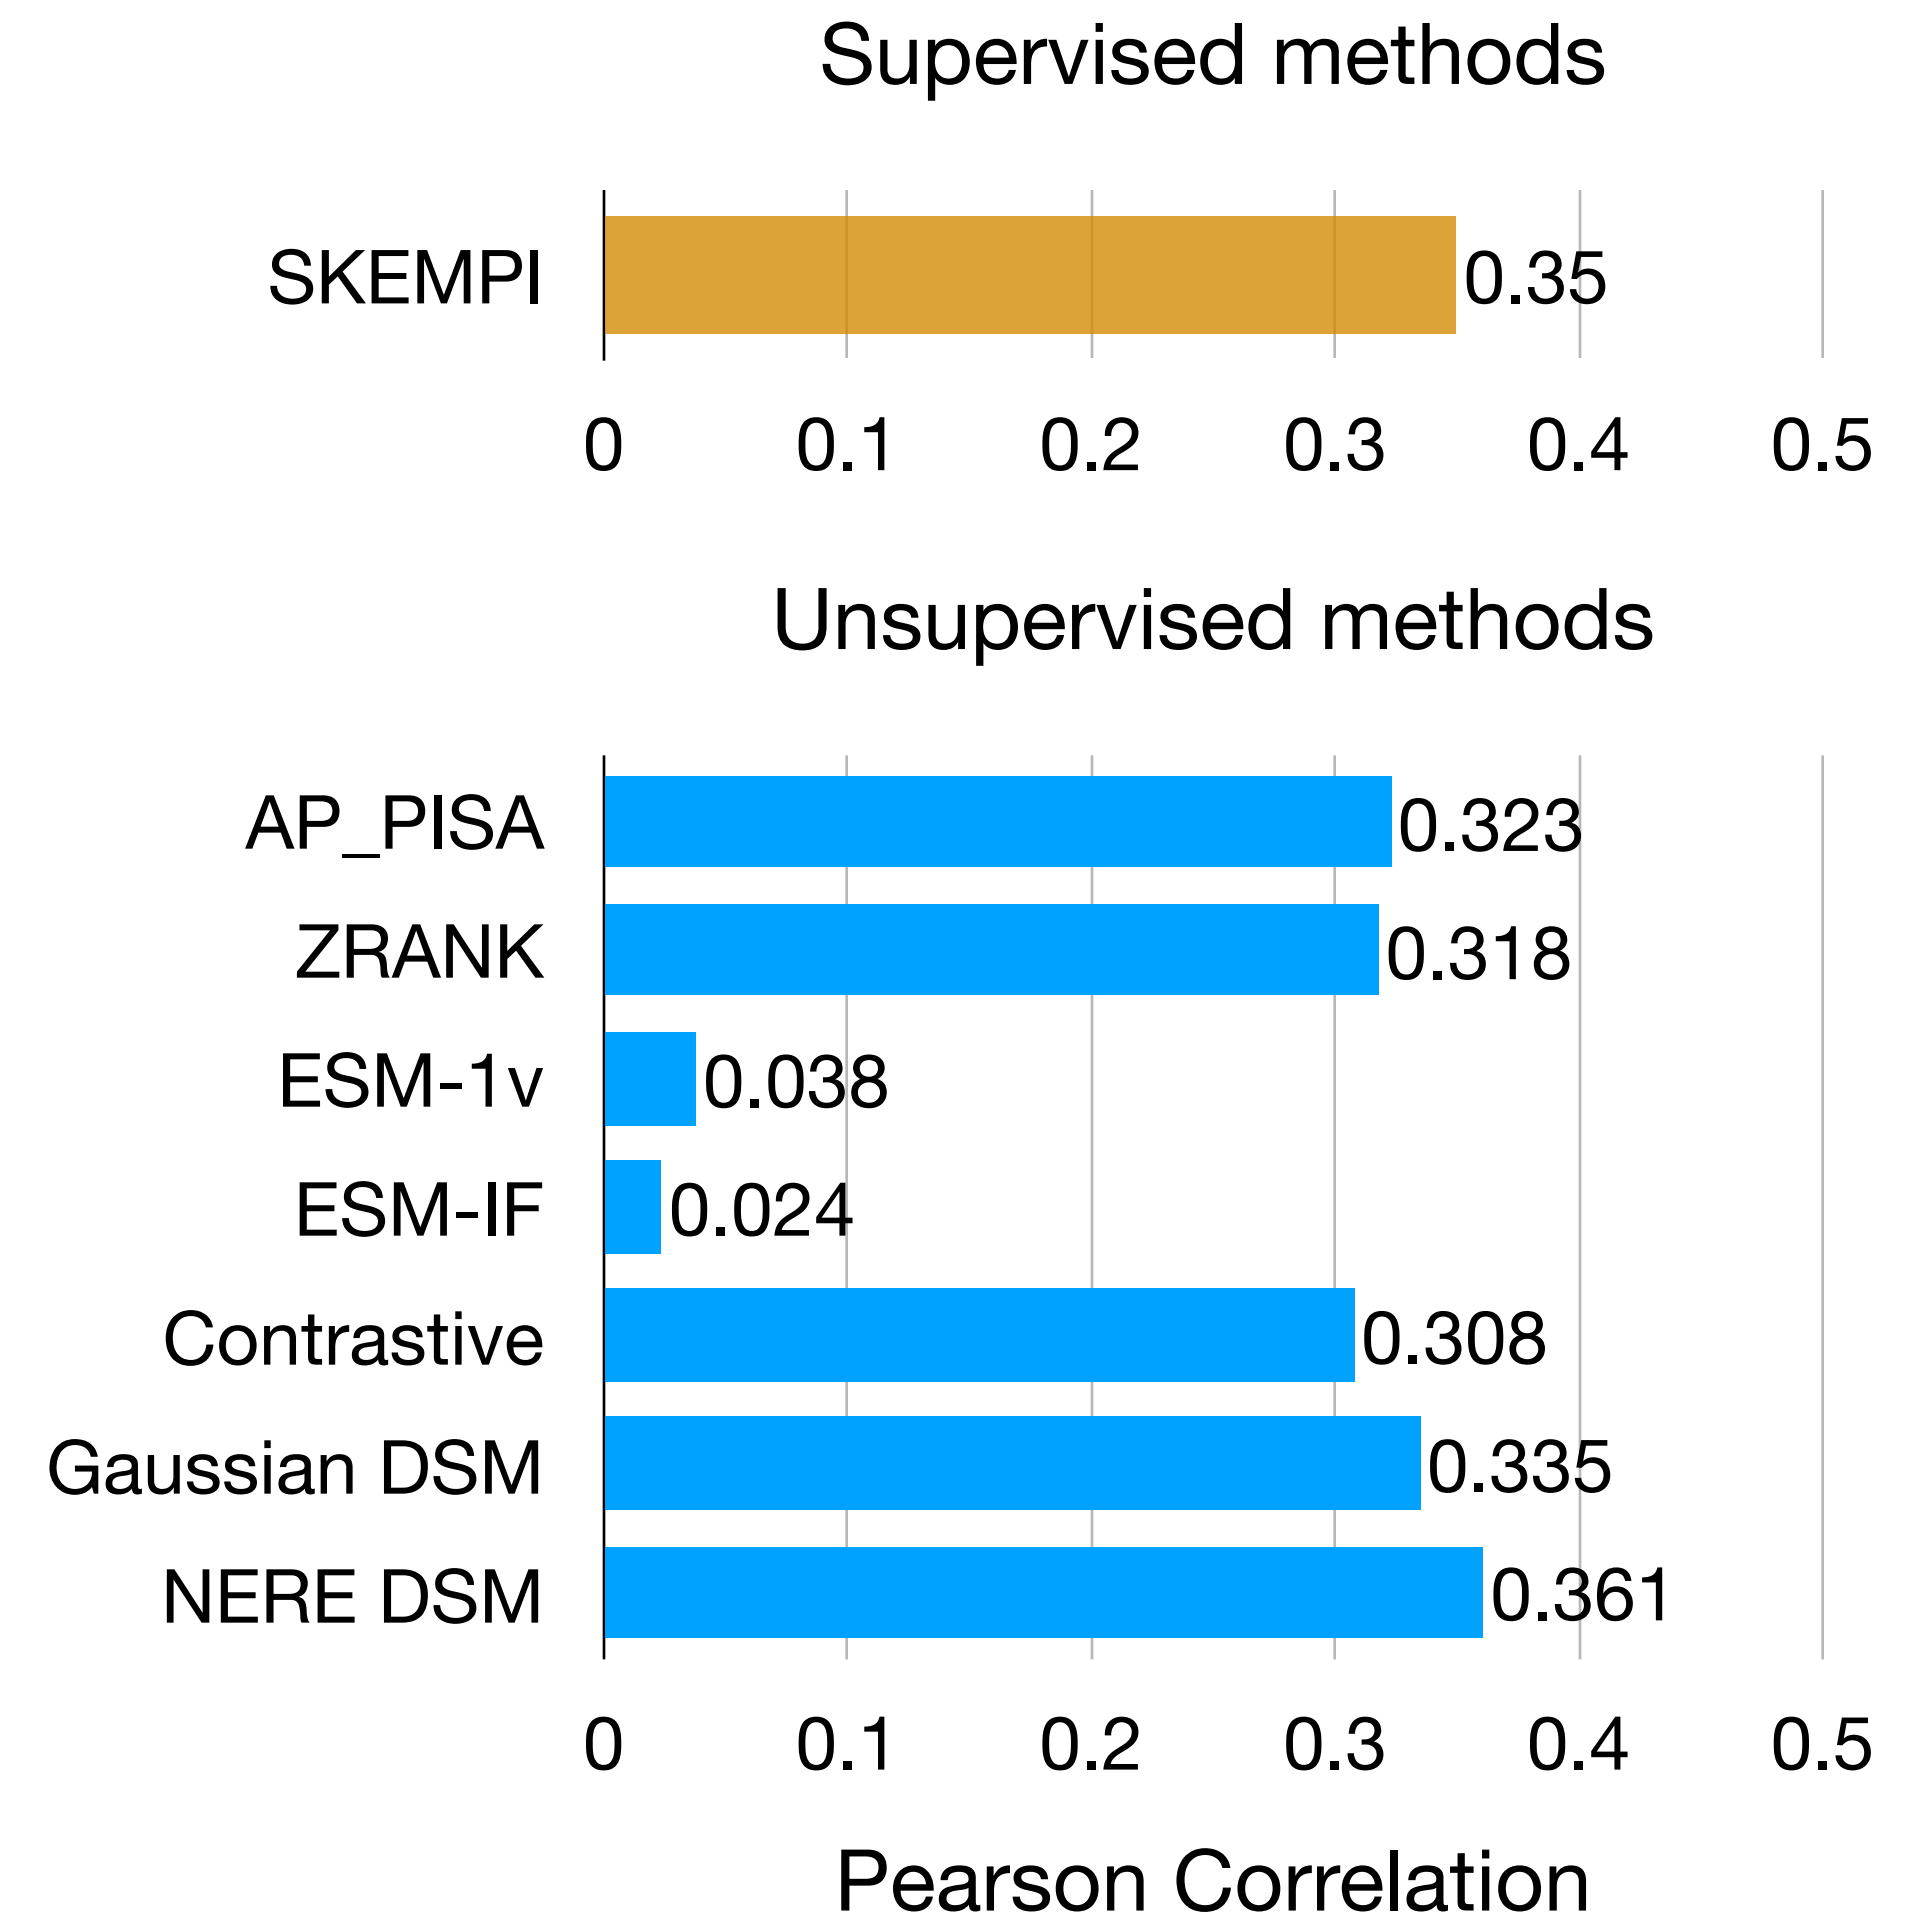 Supervised methods
SKEMPI 0.35
0 0.1 0.2 0.3 0.4 0.5
Unsupervised methods
AP_PISA 0.323
ZRANK 0.318
ESM-1v 0.038
ESM-IF 0.024
Contrastive 0.308
Gaussian DSM 0.335
NERE DSM 0.361
0 0.1 0.2 0.3 0.4 0.5
Pearson Correlation